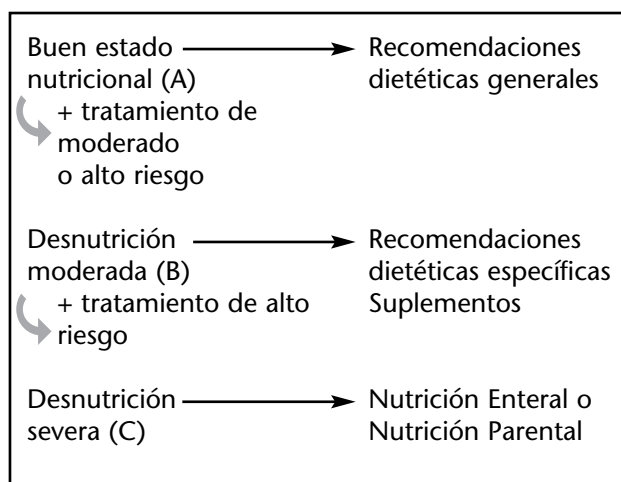 Buen estado nutricional (A)
+ tratamiento de moderado o alto riesgo
Recomendaciones dietéticas generales
Desnutrición moderada (B)
+ tratamiento de alto riesgo
Recomendaciones dietéticas específicas
Suplementos
Desnutrición severa (C)
Nutrición Enteral o Nutrición Parental